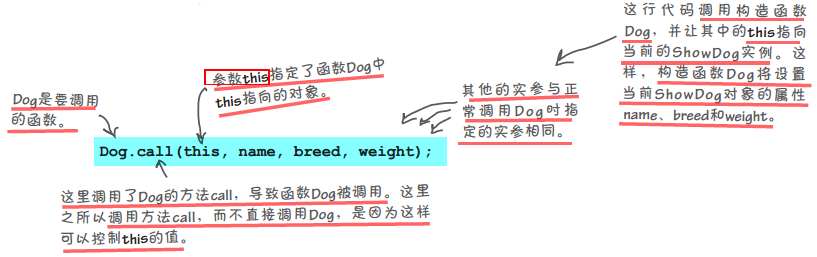 这行代码调用构造函数
Dog，并让其中的this指向
当前的ShowDog实例。这
样，构造函数Dog将设置
当前ShowDog对象的属性
name、breed和weight。
参数this指定了函数Dog中
this指向的对象。
其他的实参与正
常调用Dog时指
定的实参相同。
Dog是要调用
的函数。
Dog.call(this, name, breed, weight);
这里调用了Dog的方法call，导致函数Dog被调用。这里
之所以调用方法call，而不直接调用Dog，是因为这样
可以控制this的值。